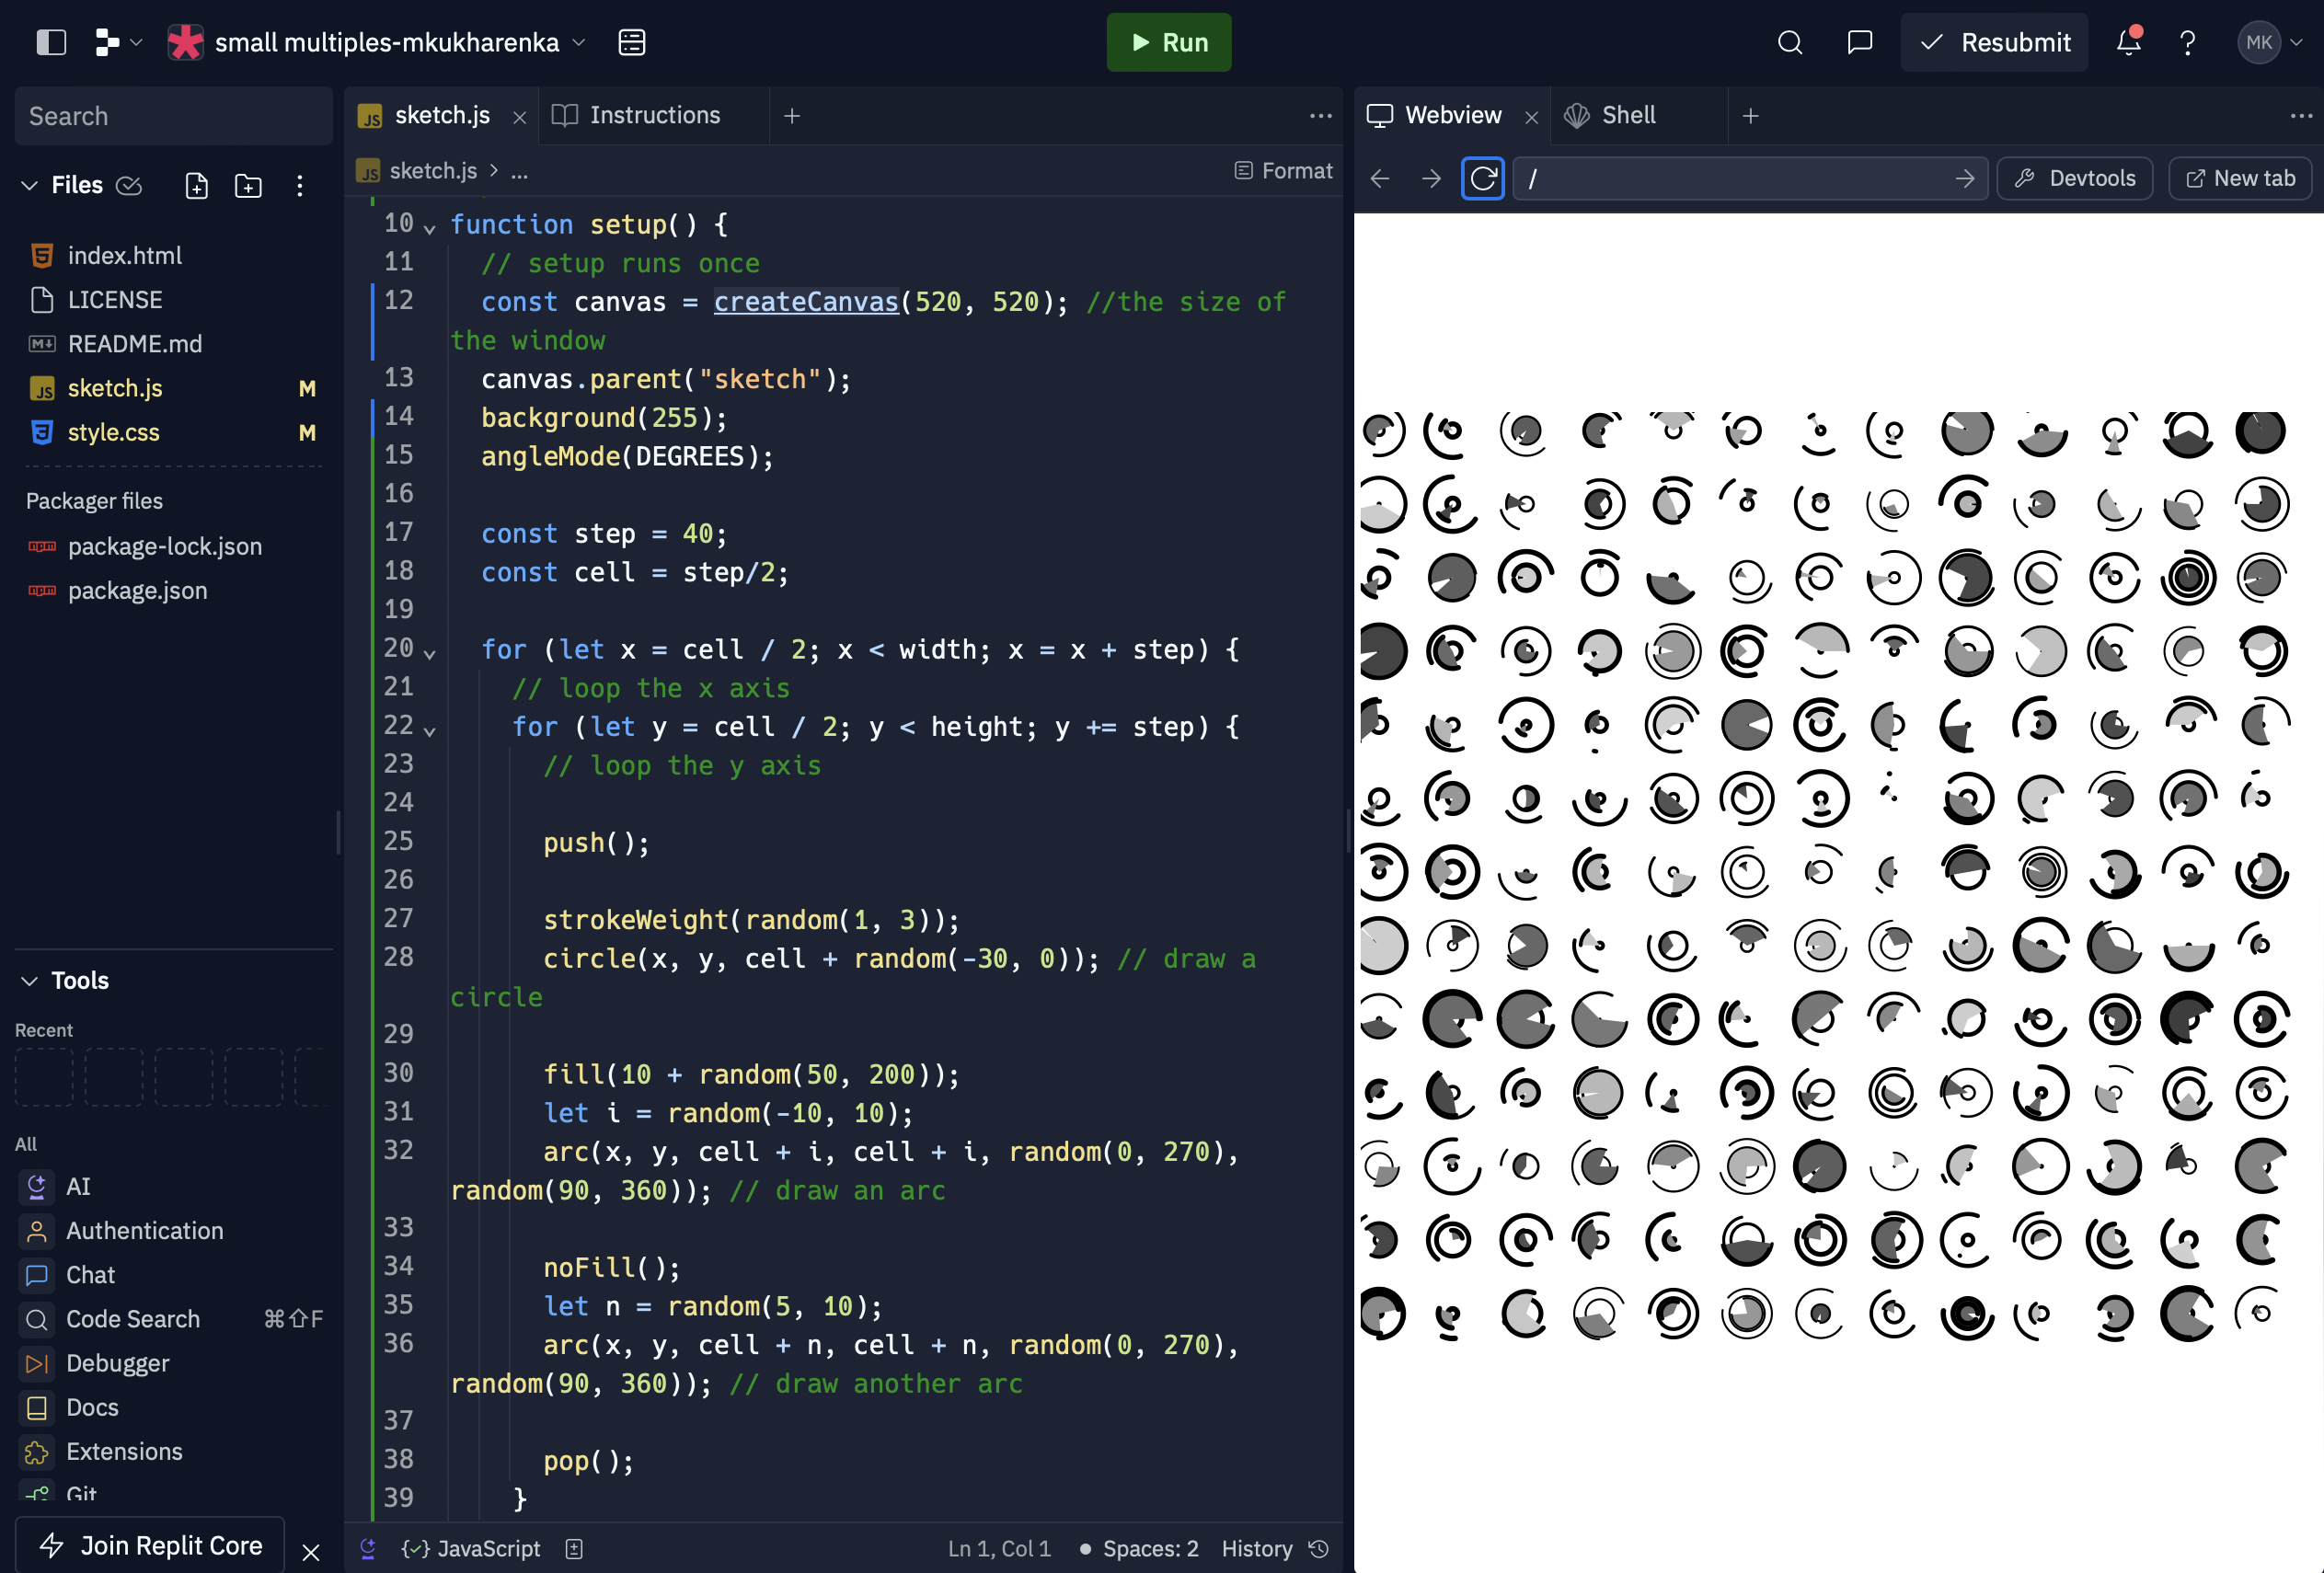 small multiples-mkukharenka
Run
Resubmit
MK
Search
Files
index.html
LICENSE
README.md
sketch.js M
style.css M
Packager files
package-lock.json
package.json
Tools
Recent
All
AI
Authentication
Chat
Code Search ⌘⇧F
Debugger
Docs
Extensions
Git
Join Replit Core
sketch.js
Instructions
sketch.js > ...
Format
10 function setup() {
11 // setup runs once
12 const canvas = createCanvas(520, 520); //the size of
the window
13 canvas.parent("sketch");
14 background(255);
15 angleMode(DEGREES);
16
17 const step = 40;
18 const cell = step/2;
19
20 for (let x = cell / 2; x < width; x = x + step) {
21 // loop the x axis
22 for (let y = cell / 2; y < height; y += step) {
23 // loop the y axis
24
25 push();
26
27 strokeWeight(random(1, 3));
28 circle(x, y, cell + random(-30, 0)); // draw a
circle
29
30 fill(10 + random(50, 200));
31 let i = random(-10, 10);
32 arc(x, y, cell + i, cell + i, random(0, 270),
random(90, 360)); // draw an arc
33
34 noFill();
35 let n = random(5, 10);
36 arc(x, y, cell + n, cell + n, random(0, 270),
random(90, 360)); // draw another arc
37
38 pop();
39 }
JavaScript
Ln 1, Col 1
Spaces: 2
History
Webview
Shell
/
Devtools
New tab